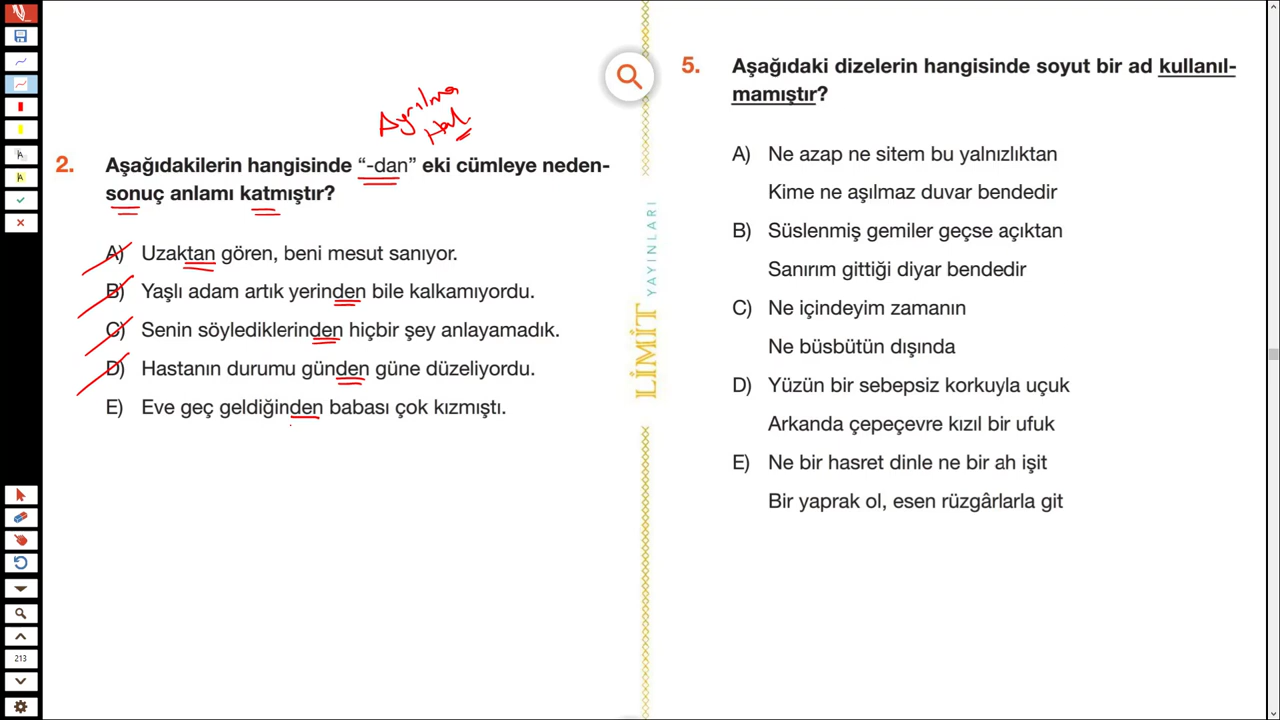 Ayrılma
Hal
2. Aşağıdakilerin hangisinde “-dan” eki cümleye neden-
sonuç anlamı katmıştır?
A) Uzaktan gören, beni mesut sanıyor.
B) Yaşlı adam artık yerinden bile kalkamıyordu.
C) Senin söylediklerinden hiçbir şey anlayamadık.
D) Hastanın durumu günden güne düzeliyordu.
E) Eve geç geldiğinden babası çok kızmıştı.
LİMİT YAYINLARI
5. Aşağıdaki dizelerin hangisinde soyut bir ad kullanıl-
mamıştır?
A) Ne azap ne sitem bu yalnızlıktan
Kime ne aşılmaz duvar bendedir
B) Süslenmiş gemiler geçse açıktan
Sanırım gittiği diyar bendedir
C) Ne içindeyim zamanın
Ne büsbütün dışında
D) Yüzün bir sebepsiz korkuyla uçuk
Arkanda çepeçevre kızıl bir ufuk
E) Ne bir hasret dinle ne bir ah işit
Bir yaprak ol, esen rüzgârlarla git
A
A
213